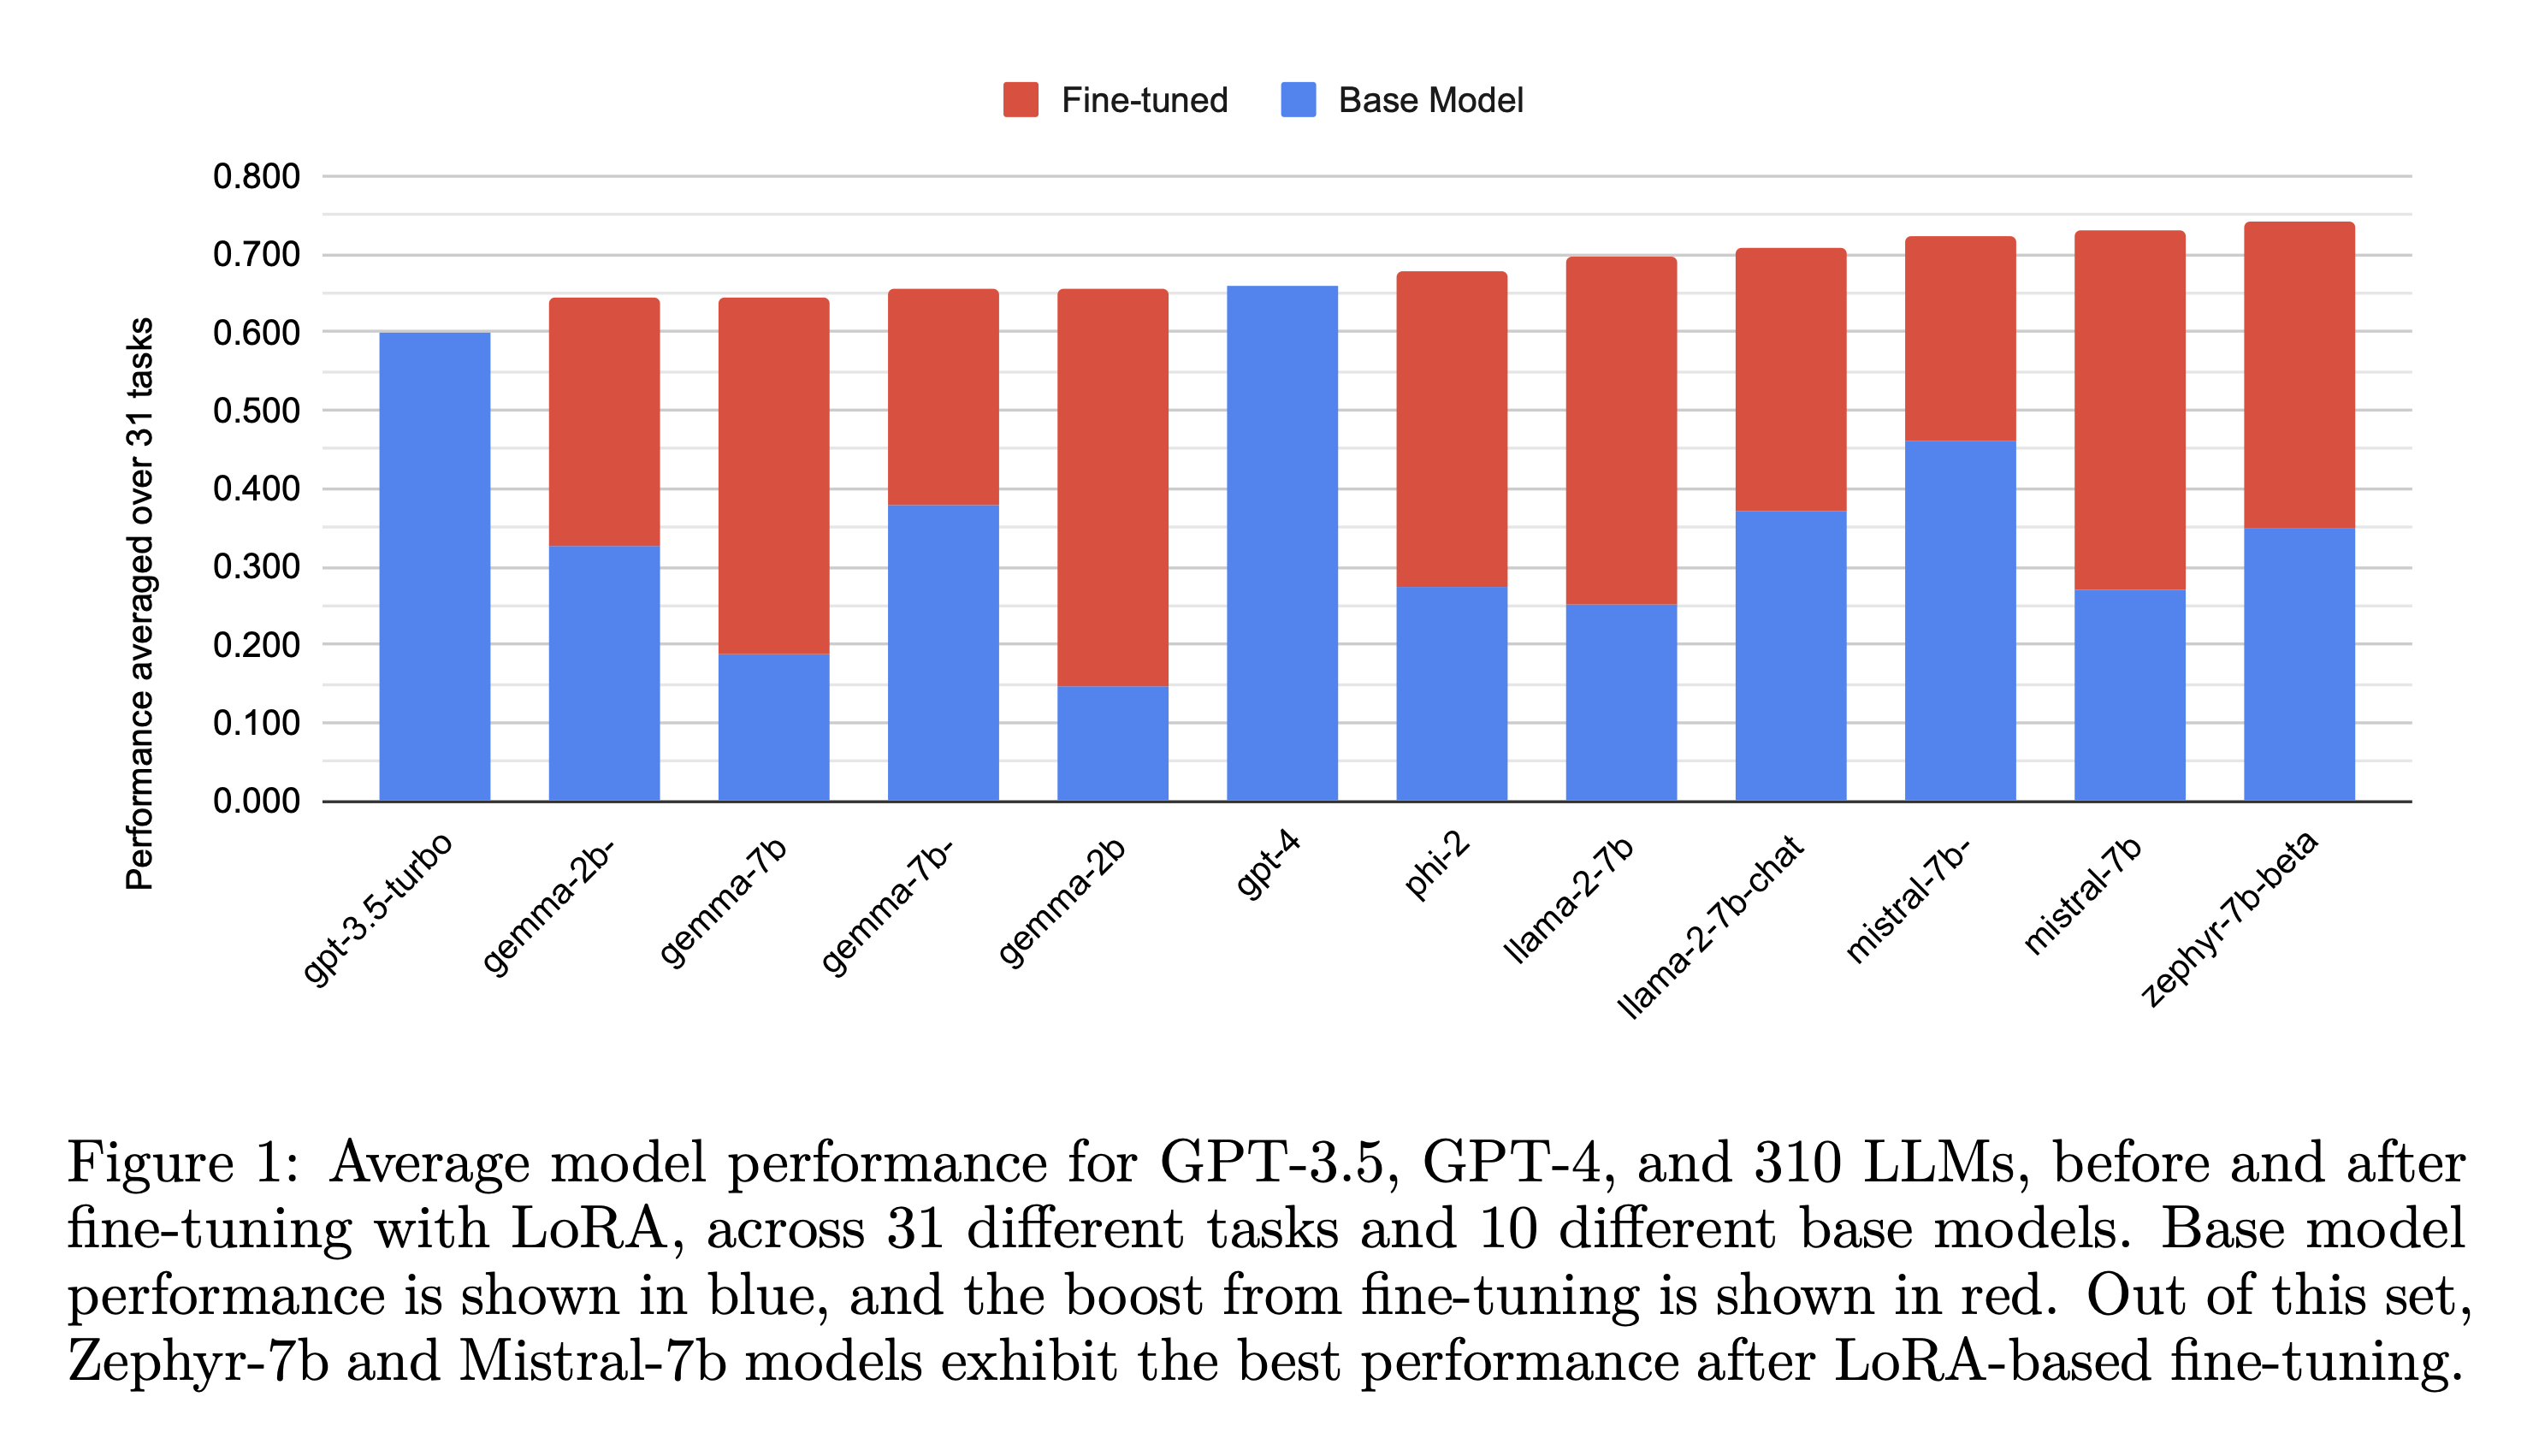 Fine-tuned
Base Model
Performance averaged over 31 tasks
0.800
0.700
0.600
0.500
0.400
0.300
0.200
0.100
0.000
gpt-3.5-turbo
gemma-2b-
gemma-7b
gemma-7b-
gemma-2b
gpt-4
phi-2
llama-2-7b
llama-2-7b-chat
mistral-7b-
mistral-7b
zephyr-7b-beta
Figure 1: Average model performance for GPT-3.5, GPT-4, and 310 LLMs, before and after
fine-tuning with LoRA, across 31 different tasks and 10 different base models. Base model
performance is shown in blue, and the boost from fine-tuning is shown in red. Out of this set,
Zephyr-7b and Mistral-7b models exhibit the best performance after LoRA-based fine-tuning.